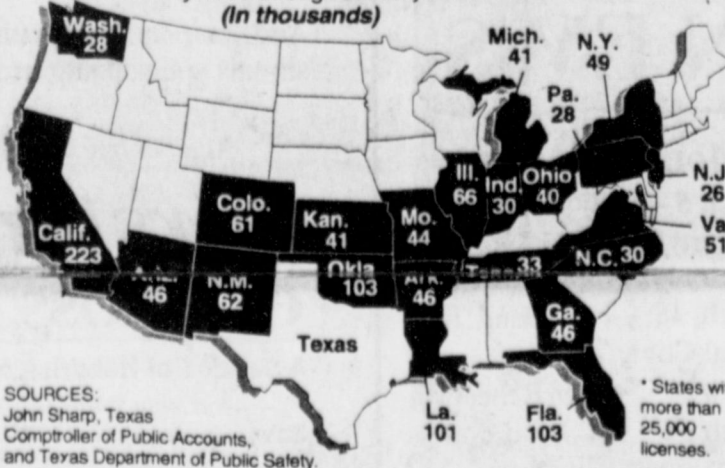 (In thousands)
Wash.
28
Mich.
41
N.Y.
49
Pa.
28
N.J.
26
Va.
51
Ill.
66
Ind.
30
Ohio
40
Colo.
61
Kan.
41
Mo.
44
Calif.
223
Ariz.
46
N.M.
62
Okla
103
Ark.
46
33
N.C. 30
Ga.
46
Texas
La.
101
Fla.
103
SOURCES:
John Sharp, Texas
Comptroller of Public Accounts,
and Texas Department of Public Safety.
* States
more than
25,000
licenses.